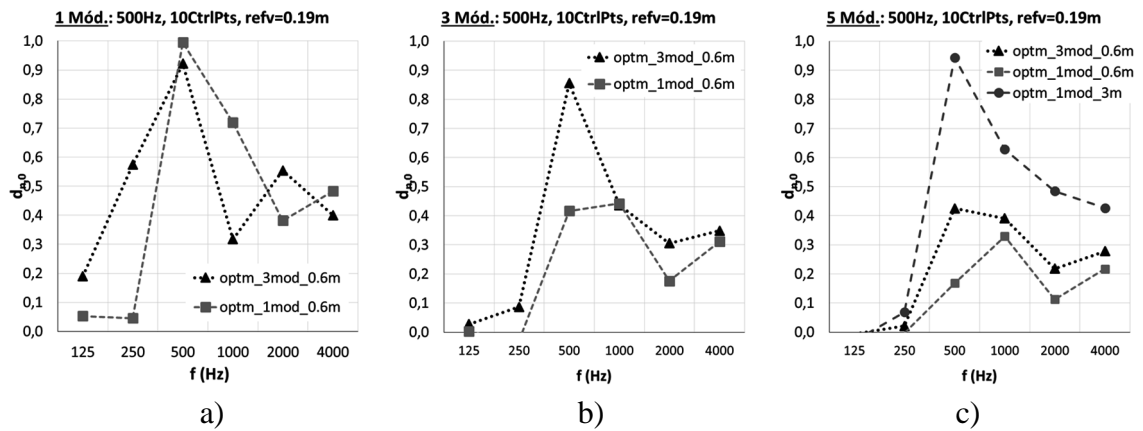 1 Mód.: 500Hz, 10CtrlPts, refv=0.19m
1,0
0,9
0,8
0,7
0,6
0,5
0,4
0,3
0,2
0,1
0,0
optm_3mod_0.6m
optm_1mod_0.6m
125 250 500 1000 2000 4000
f (Hz)
a)
3 Mód.: 500Hz, 10CtrlPts, refv=0.19m
1,0
0,9
0,8
0,7
0,6
0,5
0,4
0,3
0,2
0,1
0,0
optm_3mod_0.6m
optm_1mod_0.6m
125 250 500 1000 2000 4000
f (Hz)
b)
5 Mód.: 500Hz, 10CtrlPts, refv=0.19m
1,0
0,9
0,8
0,7
0,6
0,5
0,4
0,3
0,2
0,1
0,0
optm_3mod_0.6m
optm_1mod_0.6m
optm_1mod_3m
125 250 500 1000 2000 4000
f (Hz)
c)